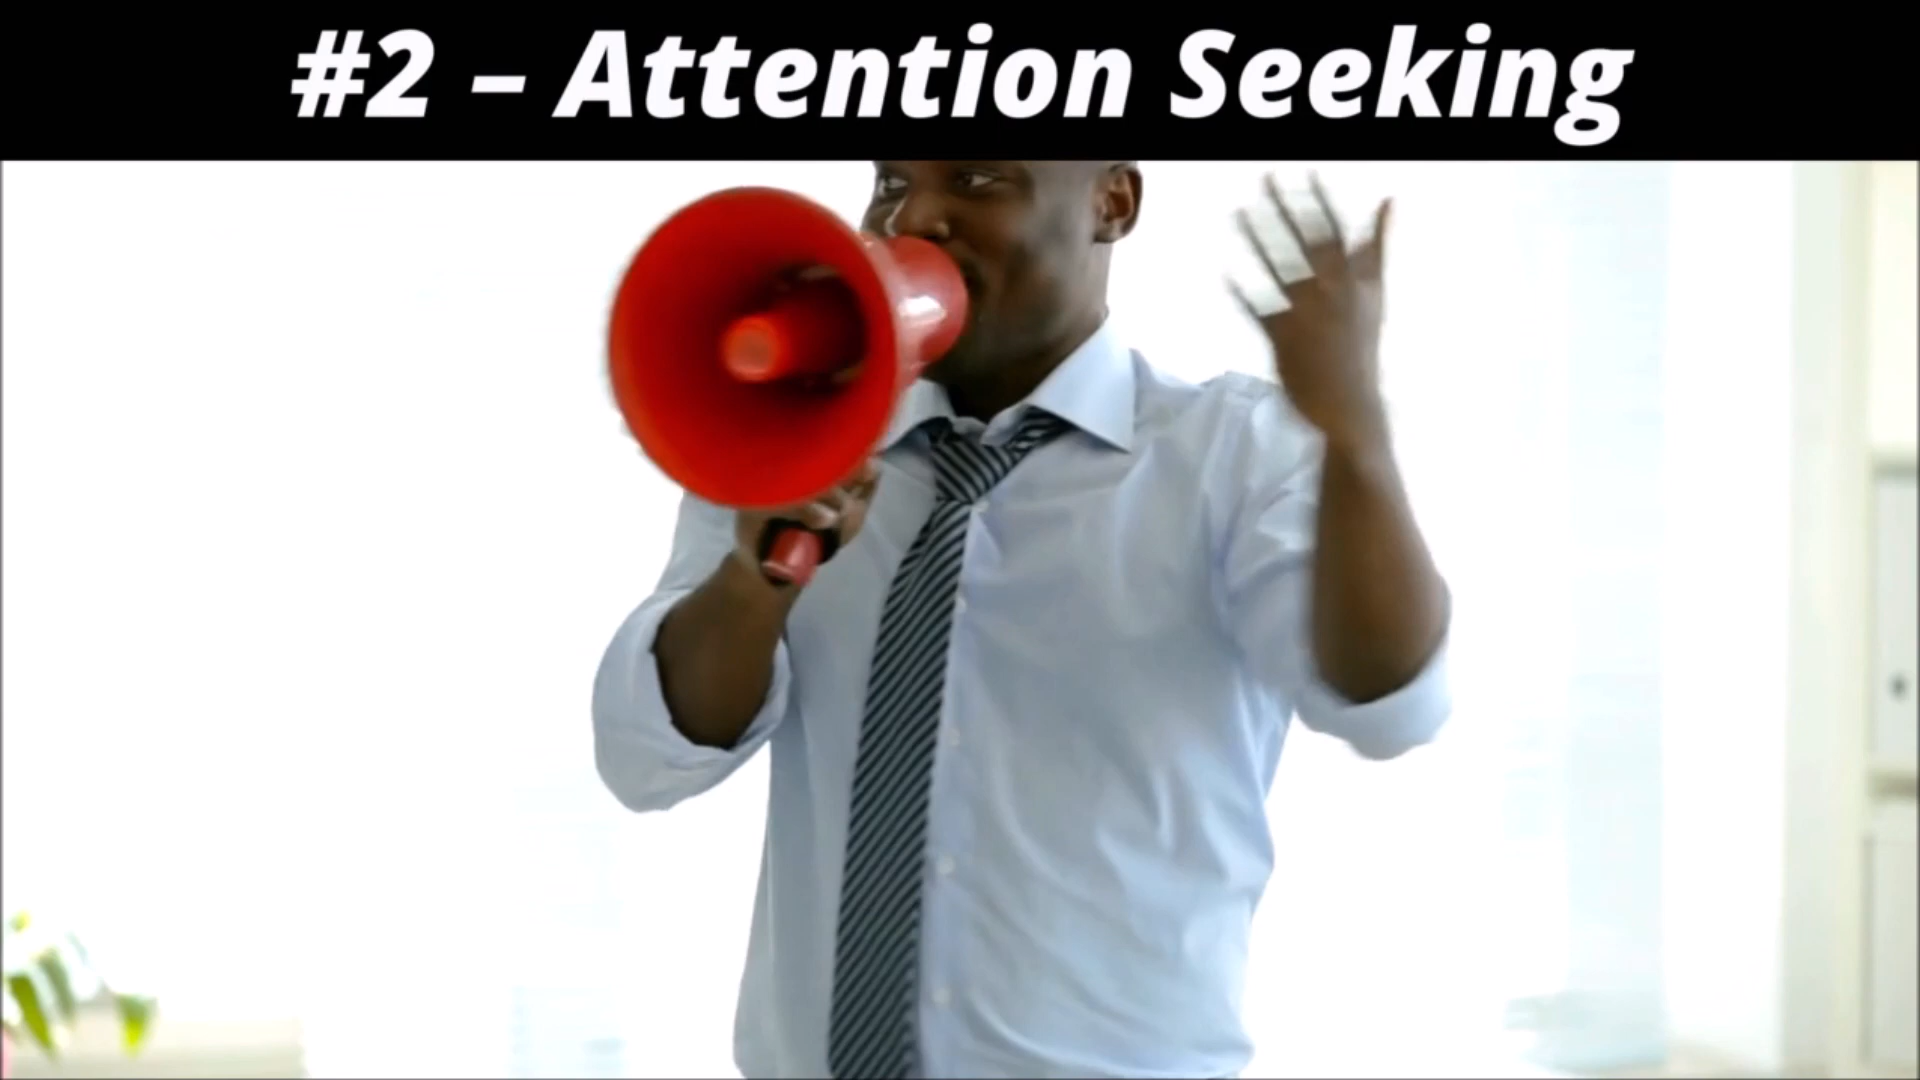 #2 – Attention Seeking